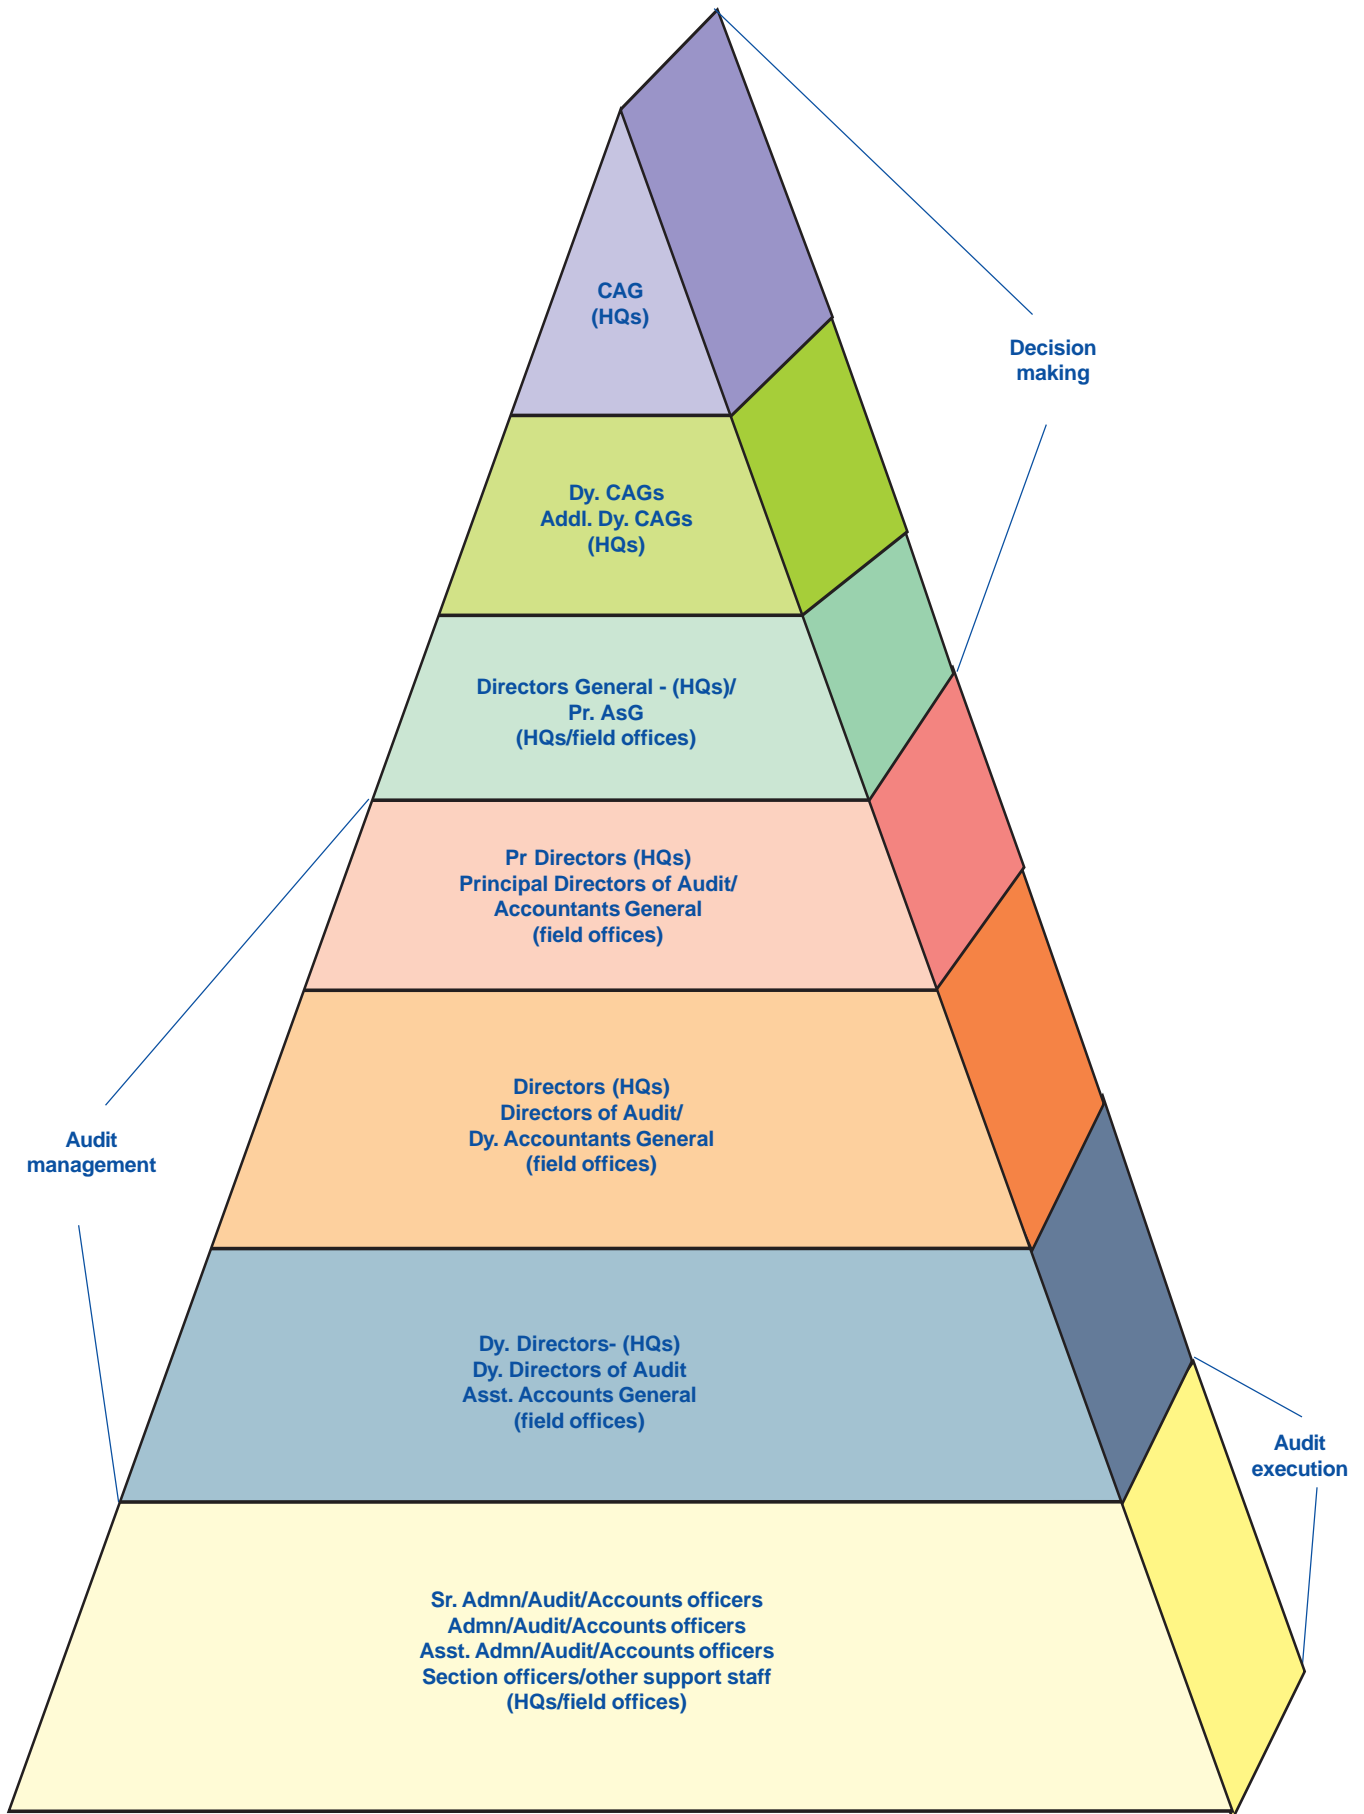 CAG
(HQs)
Decision
making
Dy. CAGs
Addl. Dy. CAGs
(HQs)
Directors General - (HQs)/
Pr. AsG
(HQs/field offices)
Pr Directors (HQs)
Principal Directors of Audit/
Accountants General
(field offices)
Directors (HQs)
Directors of Audit/
Dy. Accountants General
(field offices)
Audit
management
Dy. Directors- (HQs)
Dy. Directors of Audit
Asst. Accounts General
(field offices)
Audit
execution
Sr. Admn/Audit/Accounts officers
Admn/Audit/Accounts officers
Asst. Admn/Audit/Accounts officers
Section officers/other support staff
(HQs/field offices)